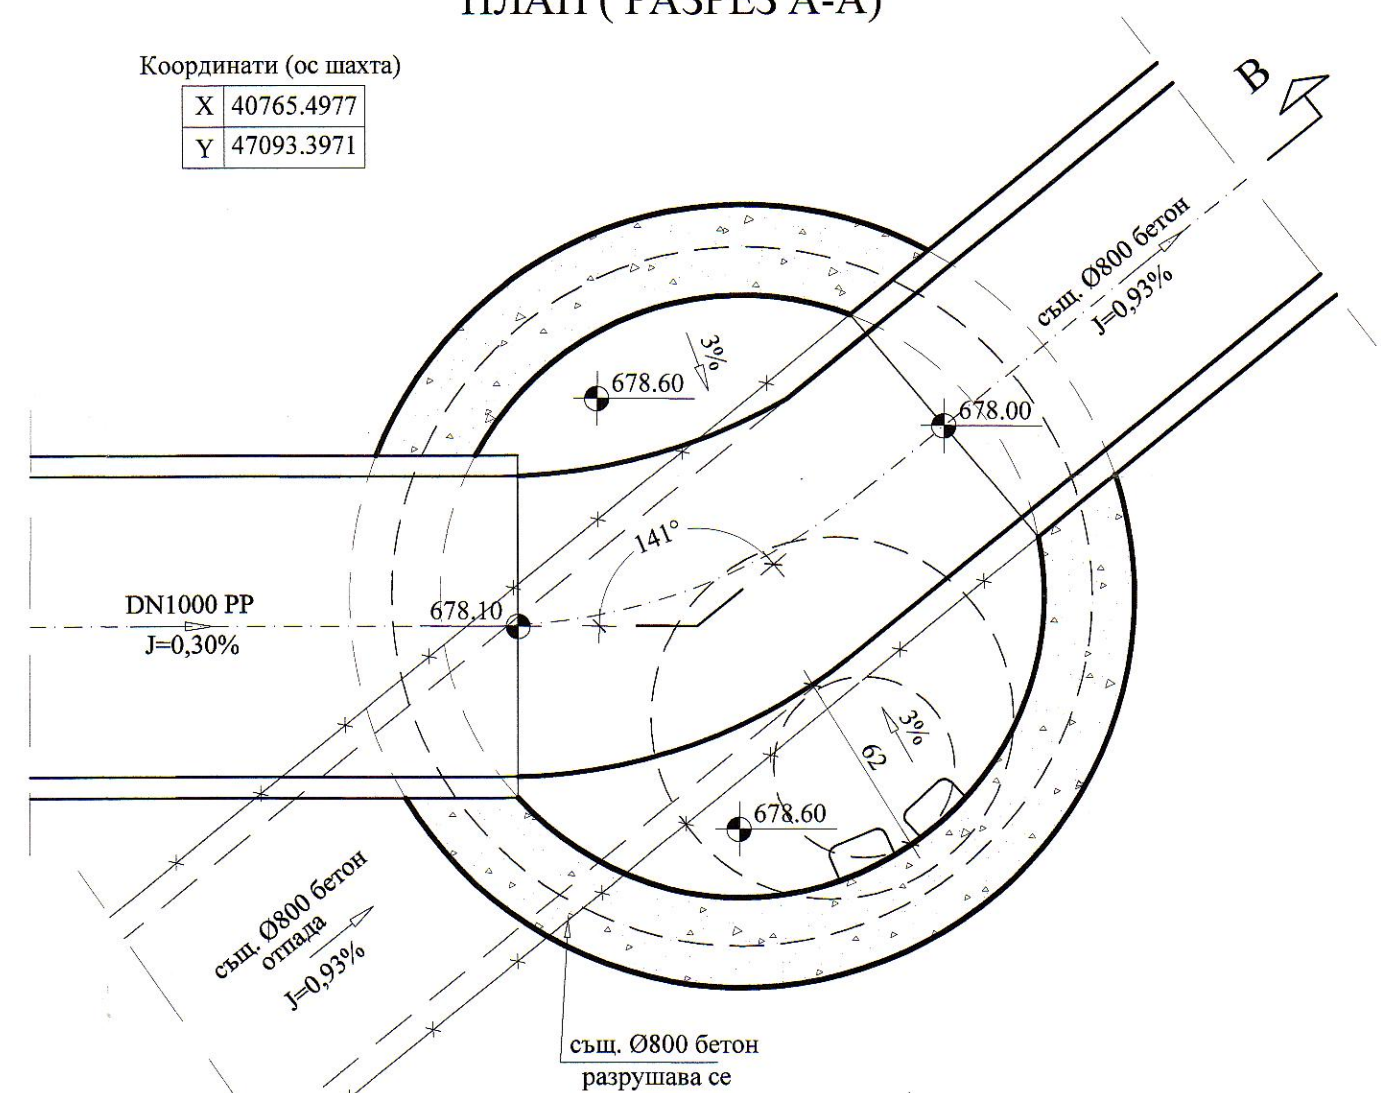 ПЛАН ( РАЗРЕЗ А-А)
Координати (ос шахта)
X 40765.4977
Y 47093.3971
B
същ. Ø800 бетон
J=0,93%
3%
678.60
678.00
141°
DN1000 PP
J=0,30%
678.10
3%
62
678.60
същ. Ø800 бетон
отпада
J=0,93%
същ. Ø800 бетон
разрушава се